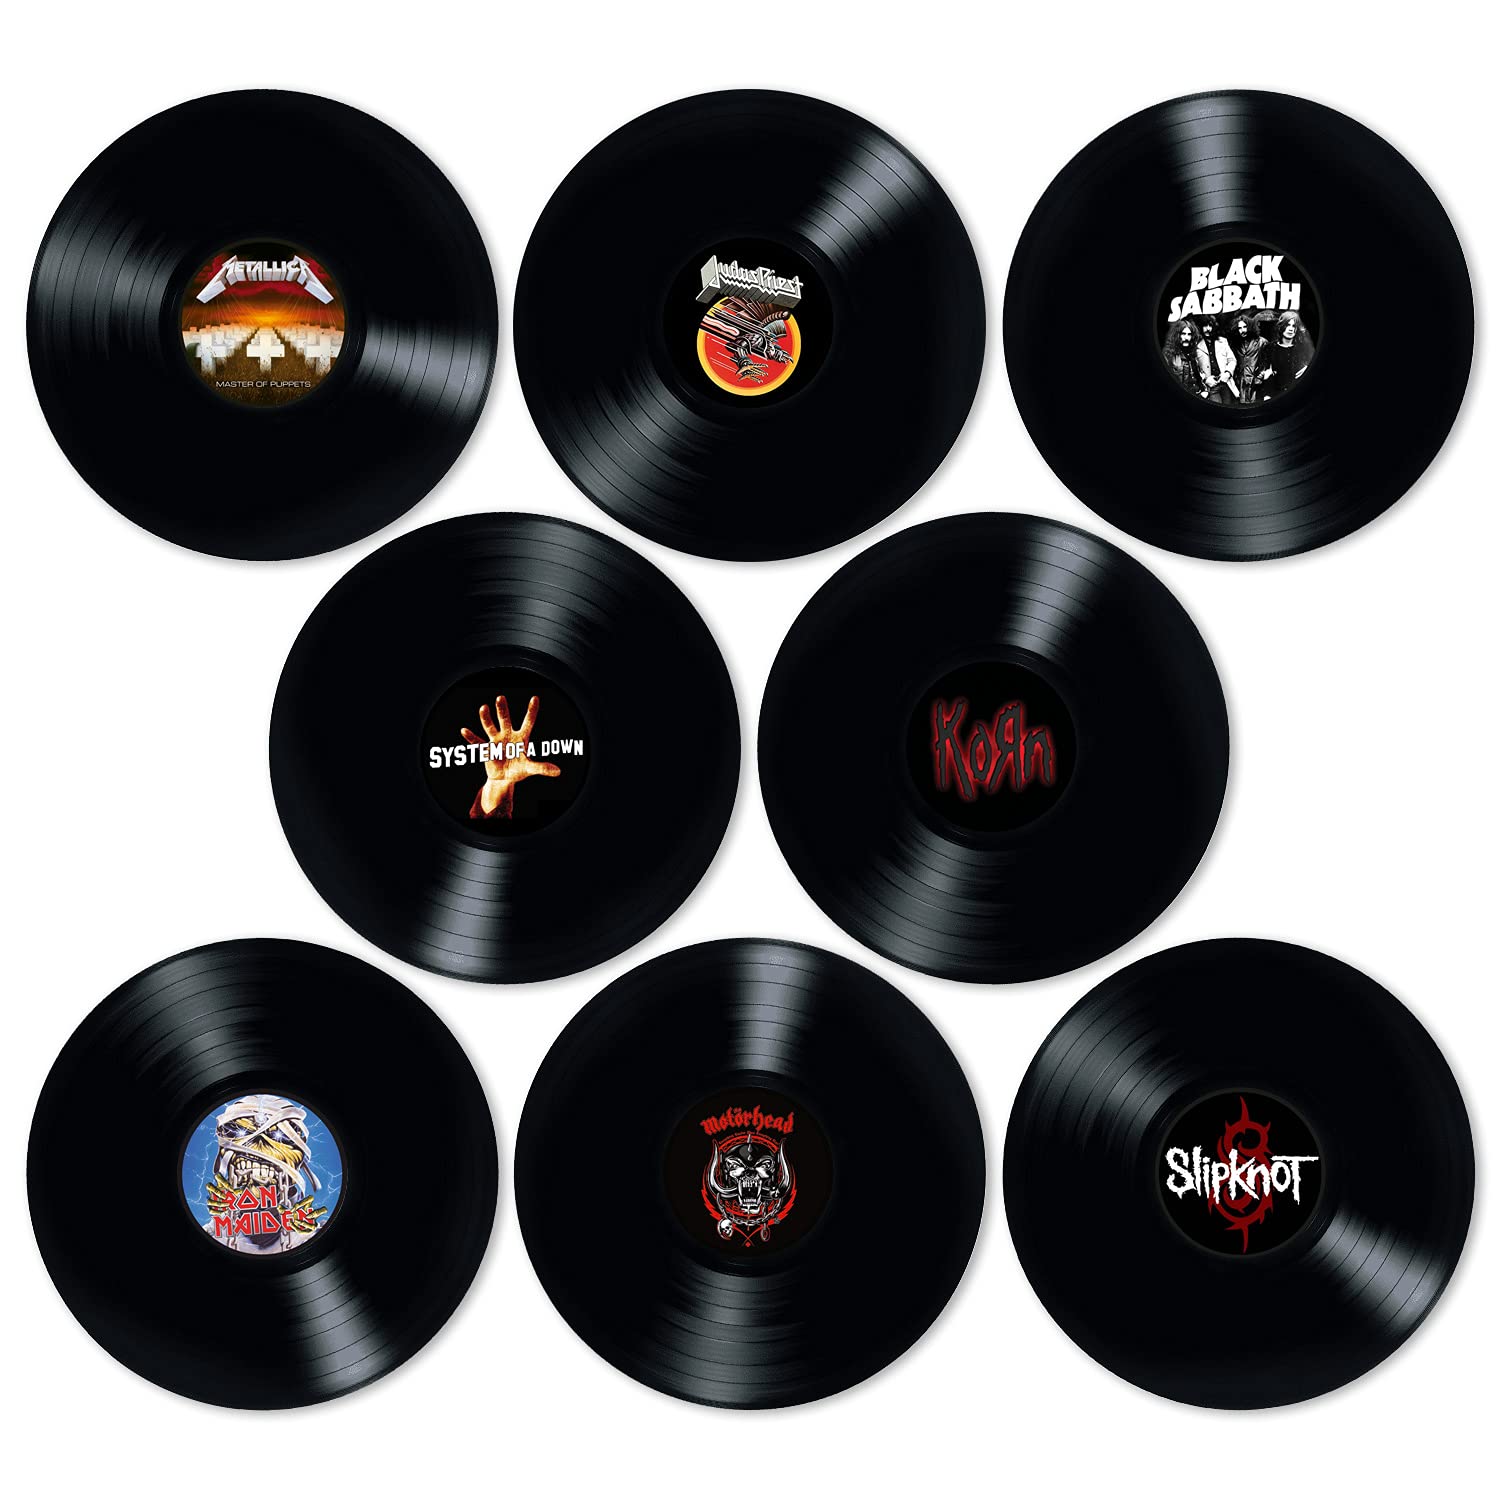 METALLICA
MASTER OF PUPPETS
Judas Priest
BLACK
SABBATH
SYSTEM OF A DOWN
KoЯn
IRON
MAIDEN
motörhead
SlipKnoT